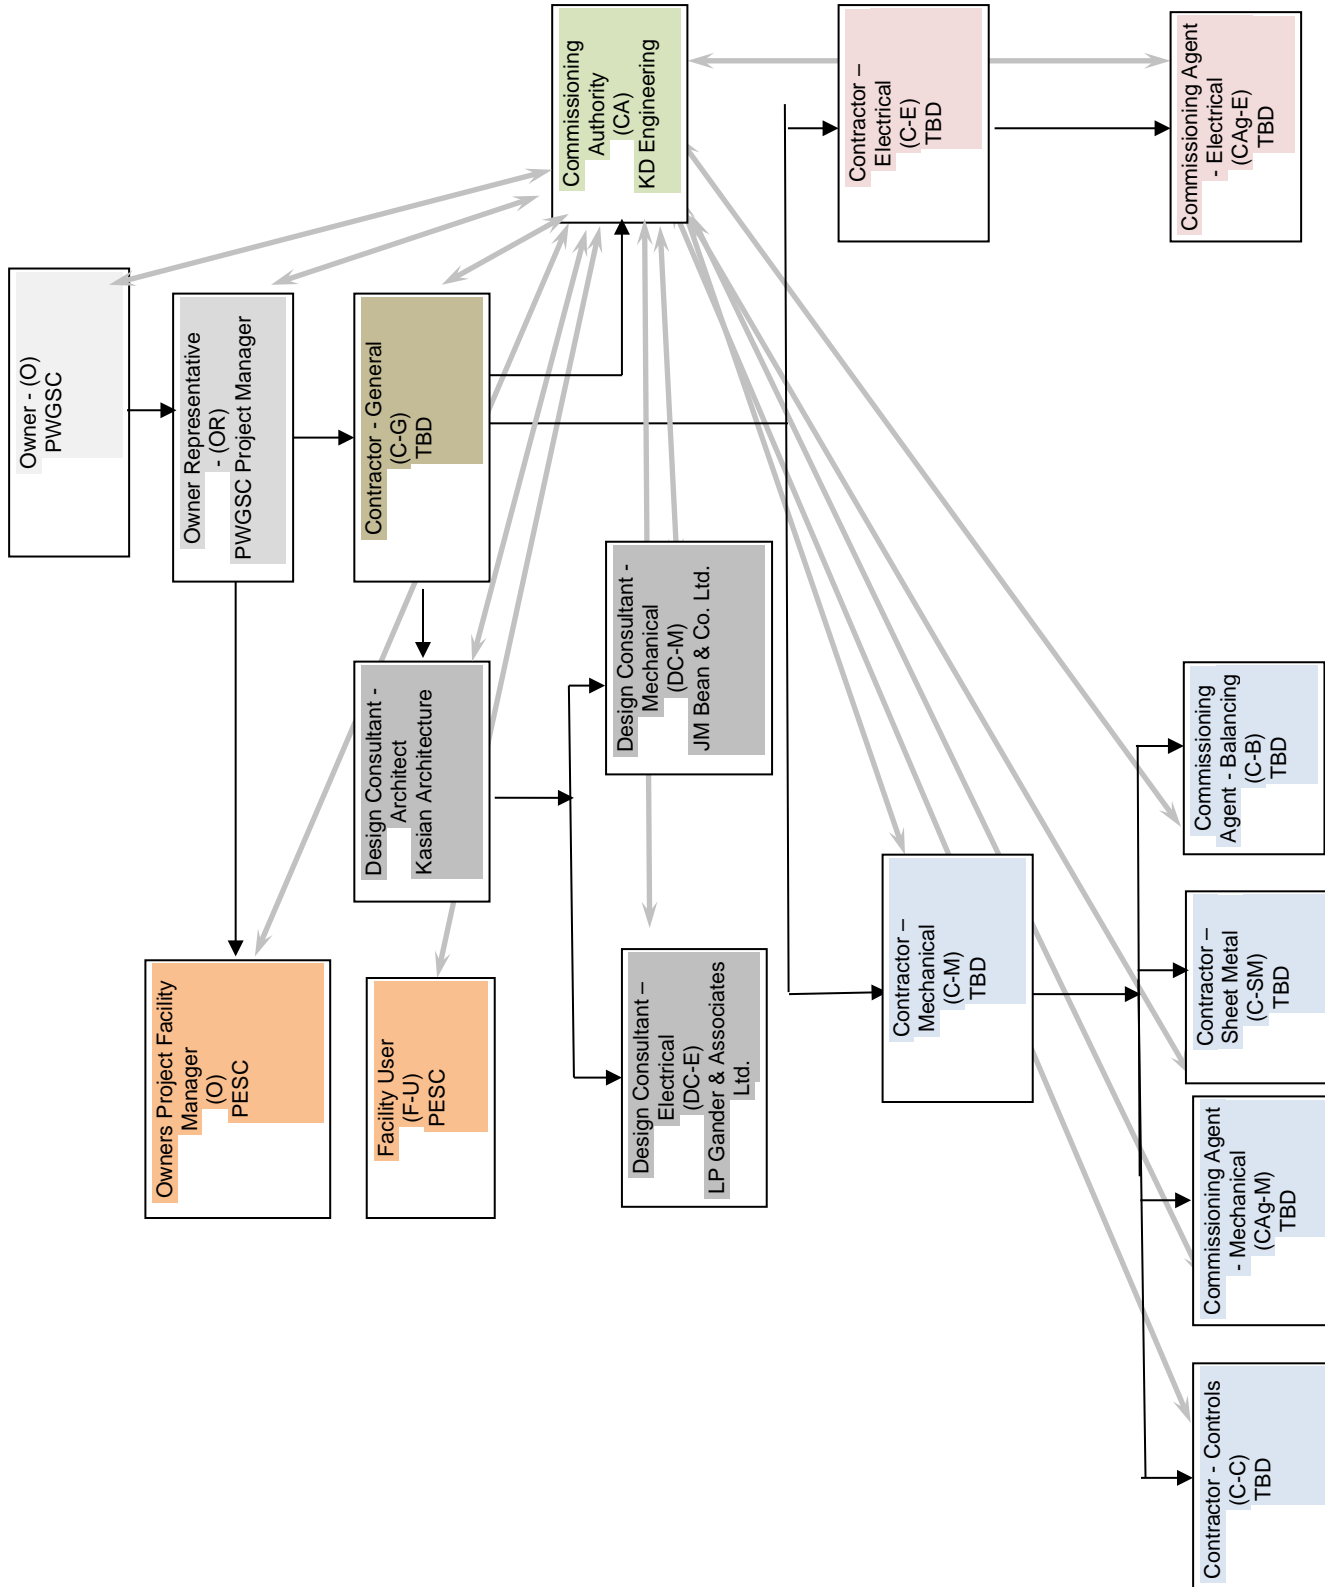 Owner - (O)
PWGSC
Owner Representative
- (OR)
PWGSC Project Manager
Owners Project Facility
Manager
(O)
PESC
Contractor - General
(C-G)
TBD
Facility User
(F-U)
PESC
Design Consultant -
Architect
Kasian Architecture
Commissioning
Authority
(CA)
KD Engineering
Design Consultant –
Electrical
(DC-E)
LP Gander & Associates
Ltd.
Design Consultant -
Mechanical
(DC-M)
JM Bean & Co. Ltd.
Contractor –
Mechanical
(C-M)
TBD
Contractor –
Electrical
(C-E)
TBD
Contractor - Controls
(C-C)
TBD
Commissioning Agent
- Mechanical
(CAg-M)
TBD
Contractor –
Sheet Metal
(C-SM)
TBD
Commissioning
Agent - Balancing
(C-B)
TBD
Commissioning Agent
- Electrical
(CAg-E)
TBD